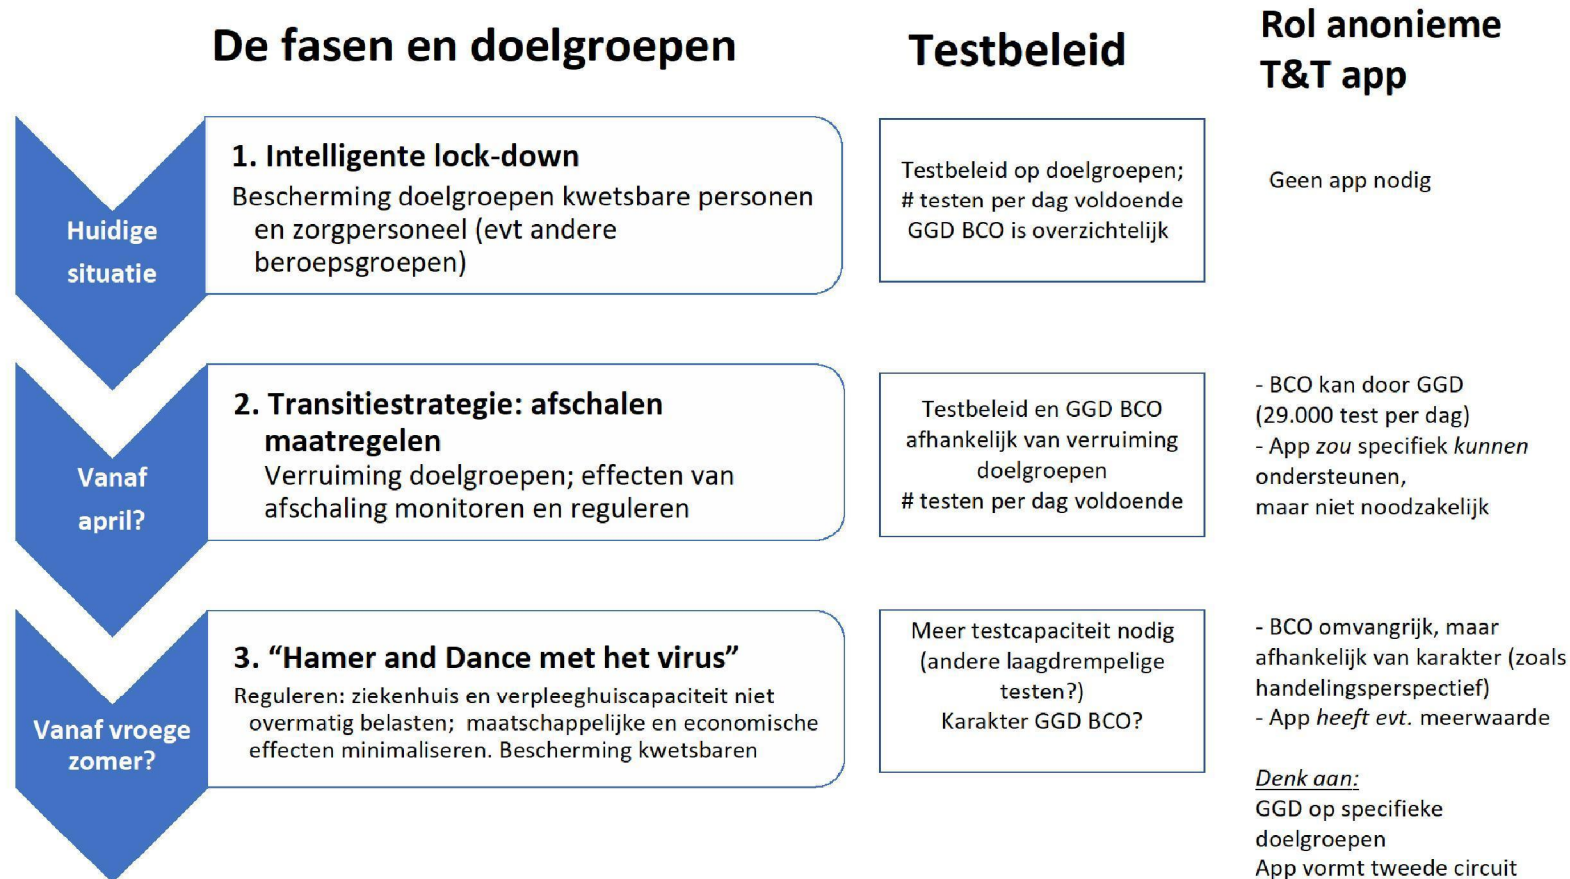 De fasen en doelgroepen
Testbeleid
Rol anonieme
T&T app
Huidige
situatie
1. Intelligente lock-down
Bescherming doelgroepen kwetsbare personen
en zorgpersoneel (evt andere
beroepsgroepen)
Testbeleid op doelgroepen;
# testen per dag voldoende
GGD BCO is overzichtelijk
Geen app nodig
Vanaf
april?
2. Transitiestrategie: afschalen
maatregelen
Verruiming doelgroepen; effecten van
afschaling monitoren en reguleren
Testbeleid en GGD BCO
afhankelijk van verruiming
doelgroepen
# testen per dag voldoende
- BCO kan door GGD
(29.000 test per dag)
- App zou specifiek kunnen
ondersteunen,
maar niet noodzakelijk
Vanaf vroege
zomer?
3. “Hamer and Dance met het virus”
Reguleren: ziekenhuis en verpleeghuiscapaciteit niet
overmatig belasten; maatschappelijke en economische
effecten minimaliseren. Bescherming kwetsbaren
Meer testcapaciteit nodig
(andere laagdrempelige
testen?)
Karakter GGD BCO?
- BCO omvangrijk, maar
afhankelijk van karakter (zoals
handelingsperspectief)
- App heeft evt. meerwaarde
Denk aan:
GGD op specifieke
doelgroepen
App vormt tweede circuit